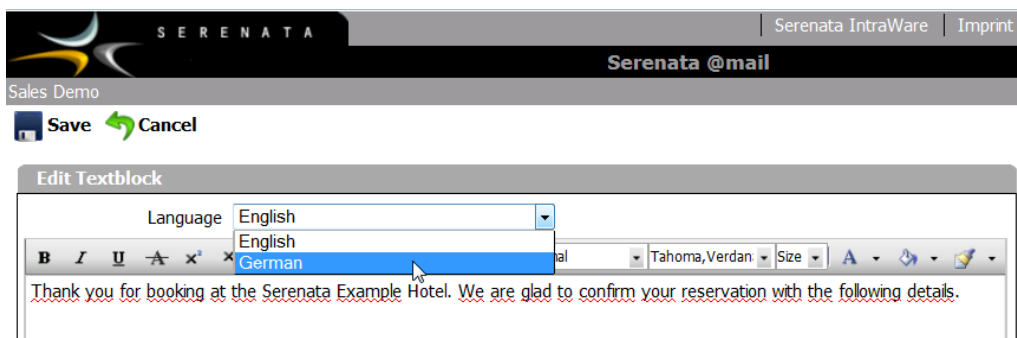 SERENATA
Serenata IntraWare Imprint
Serenata @mail
Sales Demo
Save Cancel
Edit Textblock
Language English
English
German
B I U A x² Tahoma,Verdan Size A
Thank you for booking at the Serenata Example Hotel. We are glad to confirm your reservation with the following details.